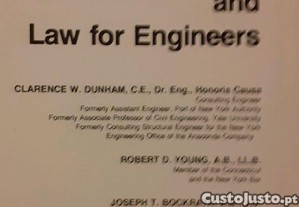 and
Law for Engineers
CLARENCE W. DUNHAM, C.E., Dr. Eng., Honoris Causa
Consulting Engineer
Formerly Assistant Engineer, Port of New York Authority
Formerly Associate Professor of Civil Engineering, Yale University
Formerly Consulting Structural Engineer for the New York
Engineering Office of the Anaconda Company
ROBERT D. YOUNG, A.B., LL.B.
Member of the Connecticut
and the New York Bar
JOSEPH T. BOCKRA
CustoJusto.pt